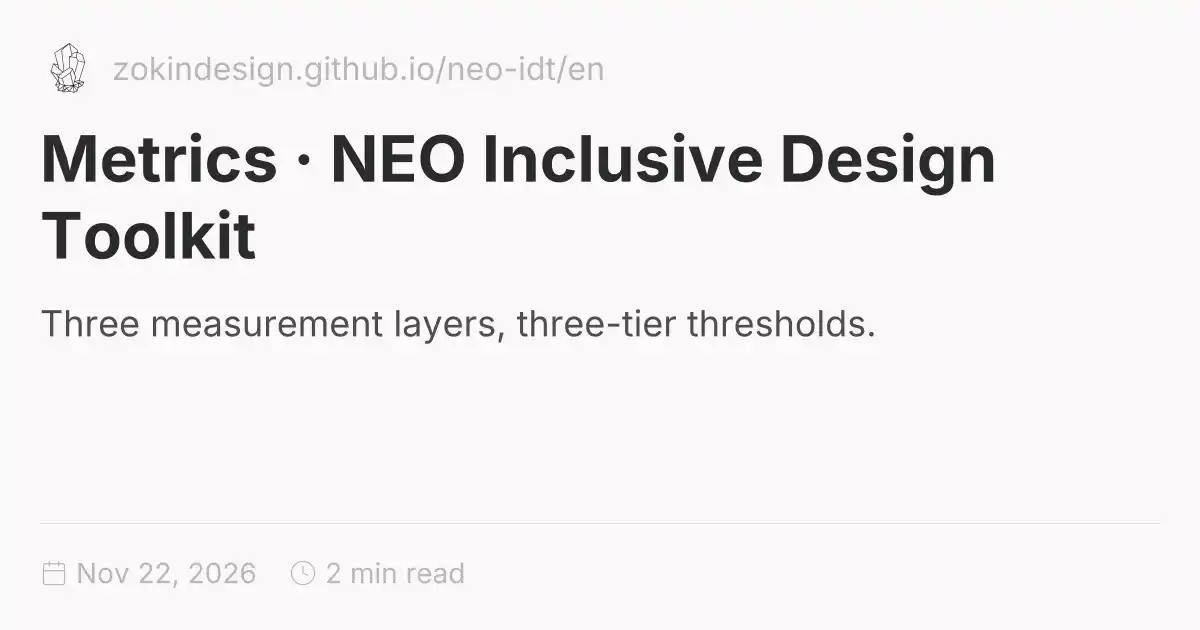 zokindesign.github.io/neo-idt/en
Metrics · NEO Inclusive Design
Toolkit
Three measurement layers, three-tier thresholds.
Nov 22, 2026 2 min read